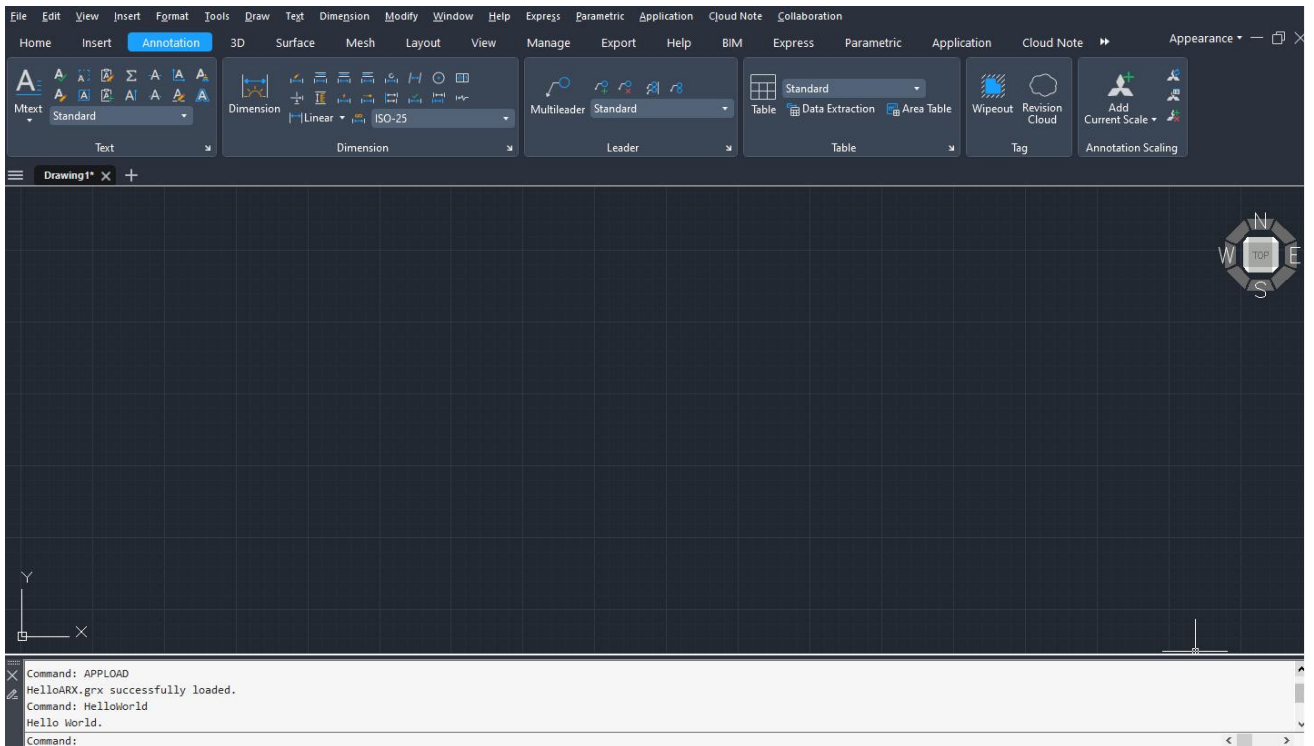 File Edit View Insert Format Tools Draw Text Dimension Modify Window Help Express Parametric Application Cloud Note Collaboration
Home Insert Annotation 3D Surface Mesh Layout View Manage Export Help BIM Express Parametric Application Cloud Note Appearance
Mtext
Standard
Text
Dimension
Linear
ISO-25
Dimension
Multileader
Standard
Leader
Table
Standard
Data Extraction
Area Table
Table
Wipeout
Revision
Cloud
Tag
Add
Current Scale
Annotation Scaling
Drawing1*
N
W TOP E
S
Y
X
Command: APPLOAD
HelloARX.grx successfully loaded.
Command: HelloWorld
Hello World.
Command: